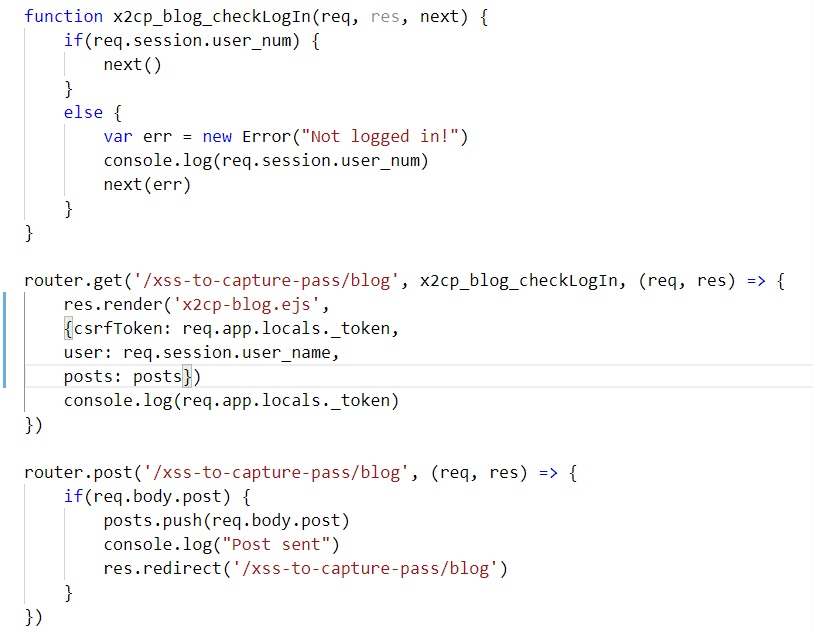 function x2cp_blog_checkLogIn(req, res, next) {
    if(req.session.user_num) {
        next()
    }
    else {
        var err = new Error("Not logged in!")
        console.log(req.session.user_num)
        next(err)
    }
}

router.get('/xss-to-capture-pass/blog', x2cp_blog_checkLogIn, (req, res) => {
    res.render('x2cp-blog.ejs',
    {csrfToken: req.app.locals._token,
    user: req.session.user_name,
    posts: posts})
    console.log(req.app.locals._token)
})

router.post('/xss-to-capture-pass/blog', (req, res) => {
    if(req.body.post) {
        posts.push(req.body.post)
        console.log("Post sent")
        res.redirect('/xss-to-capture-pass/blog')
    }
})